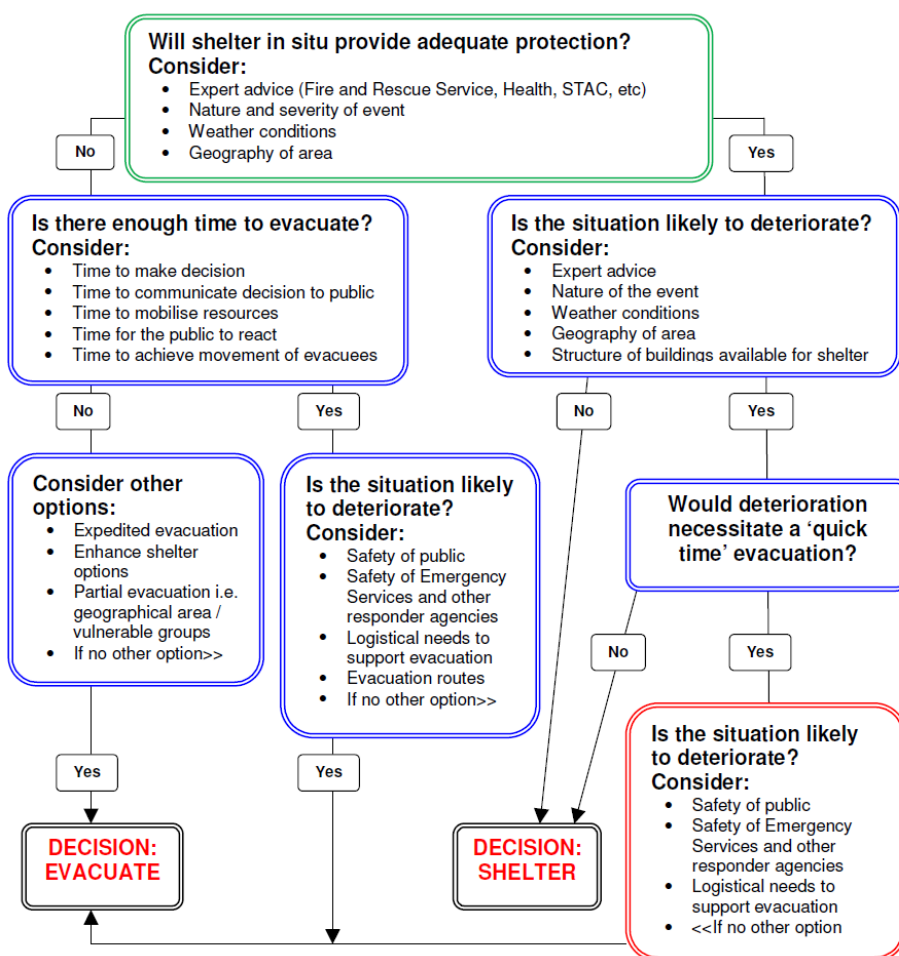 Will shelter in situ provide adequate protection?
Consider:
• Expert advice (Fire and Rescue Service, Health, STAC, etc)
• Nature and severity of event
• Weather conditions
• Geography of area
No
Yes
Is there enough time to evacuate?
Consider:
• Time to make decision
• Time to communicate decision to public
• Time to mobilise resources
• Time for the public to react
• Time to achieve movement of evacuees
Is the situation likely to deteriorate?
Consider:
• Expert advice
• Nature of the event
• Weather conditions
• Geography of area
• Structure of buildings available for shelter
No
Yes
No
Yes
Consider other
options:
• Expedited evacuation
• Enhance shelter
options
• Partial evacuation i.e.
geographical area /
vulnerable groups
• If no other option>>
Is the situation likely
to deteriorate?
Consider:
• Safety of public
• Safety of Emergency
Services and other
responder agencies
• Logistical needs to
support evacuation
• Evacuation routes
• If no other option>>
Would deterioration
necessitate a ‘quick
time’ evacuation?
No
Yes
Is the situation likely
to deteriorate?
Consider:
• Safety of public
• Safety of Emergency
Services and other
responder agencies
• Logistical needs to
support evacuation
• <<If no other option
Yes
Yes
DECISION:
EVACUATE
DECISION:
SHELTER